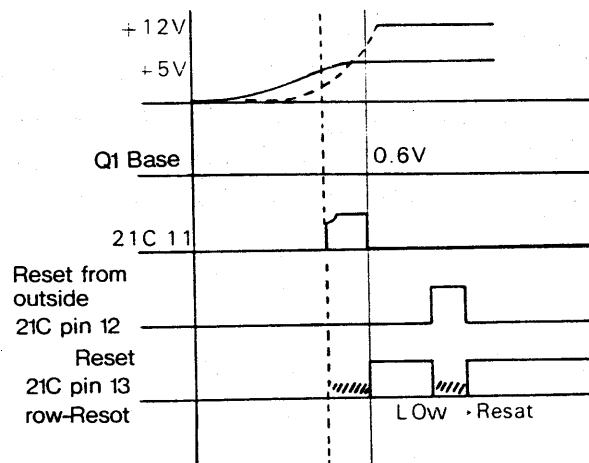 +12V
+5V
Q1 Base
0.6V
21C 11
Reset from
outside
21C pin 12
Reset
21C pin 13
row-Resot
LOW → Resat